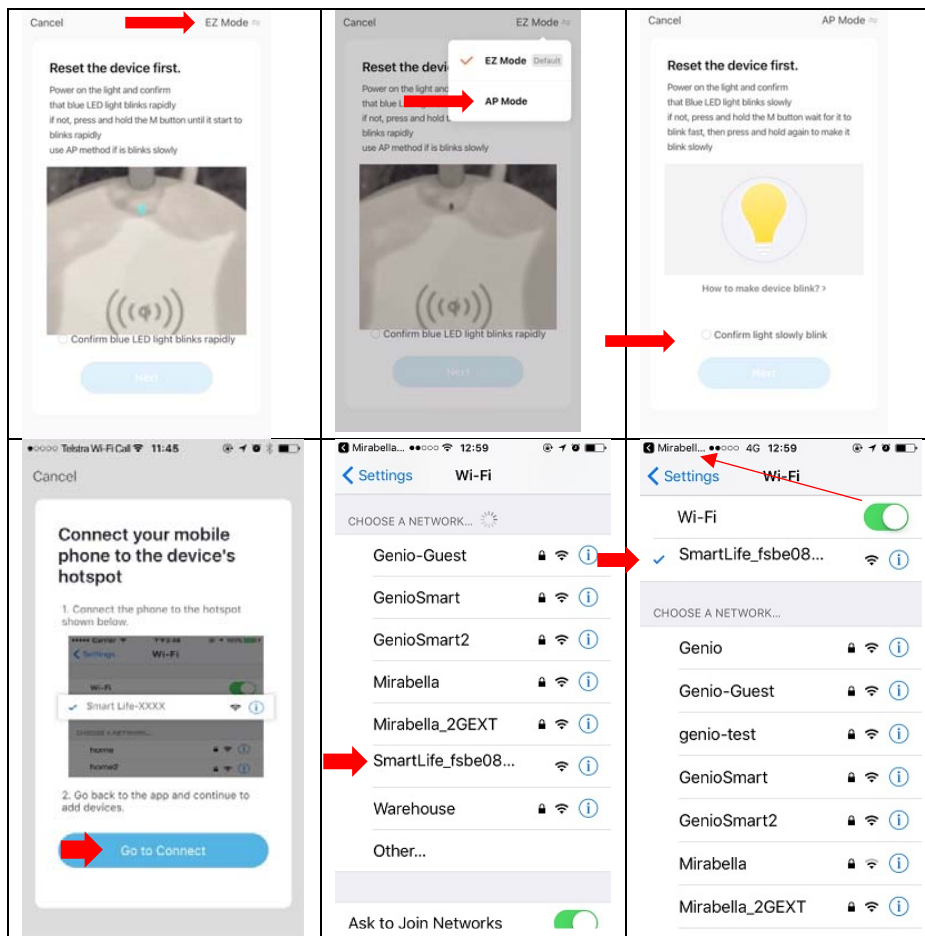 Cancel
EZ Mode
Reset the device first.
Power on the light and confirm
that blue LED light blinks rapidly
if not, press and hold the M button until it start to
blinks rapidly
use AP method if is blinks slowly
Confirm blue LED light blinks rapidly
Next
Cancel
EZ Mode
EZ Mode Default
AP Mode
Reset the devi
Power on the light and
that blue L
if not, press and hold t
blinks rapidly
use AP method if is blinks slowly
Confirm blue LED light blinks rapidly
Next
Cancel
AP Mode
Reset the device first.
Power on the light and confirm
that Blue LED light blinks slowly
if not, press and hold the M button wait for it to
blink fast, then press and hold again to make it
blink slowly
How to make device blink? >
Confirm light slowly blink
Next
Telstra Wi-Fi Call 11:45
Cancel
Connect your mobile
phone to the device's
hotspot
1. Connect the phone to the hotspot
shown below.
Settings Wi-Fi
Wi-Fi
Smart Life-XXXX
CHOOSE A NETWORK...
home
home2
2. Go back to the app and continue to
add devices.
Go to Connect
Mirabella... 12:59
Settings Wi-Fi
CHOOSE A NETWORK...
Genio-Guest
GenioSmart
GenioSmart2
Mirabella
Mirabella_2GEXT
SmartLife_fsbe08...
Warehouse
Other...
Ask to Join Networks
Mirabell... 4G 12:59
Settings Wi-Fi
Wi-Fi
SmartLife_fsbe08...
CHOOSE A NETWORK...
Genio
Genio-Guest
genio-test
GenioSmart
GenioSmart2
Mirabella
Mirabella_2GEXT